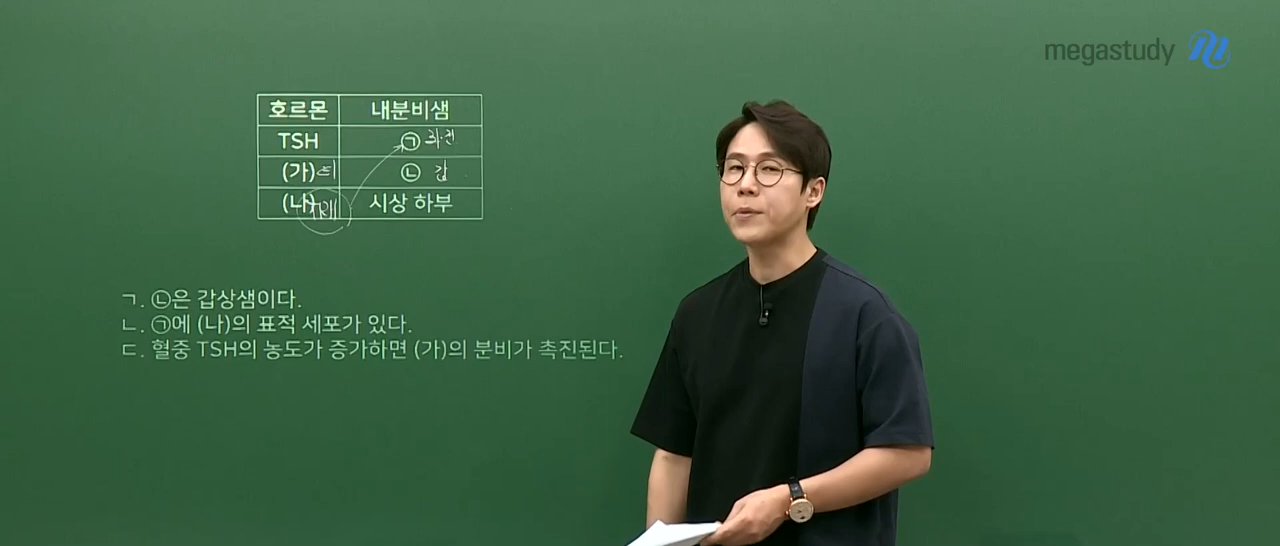 megastudy
호르몬 내분비샘
TSH ㉠
(가) ㉡ 갑
(나) 시상 하부
ㄱ. ㉡은 갑상샘이다.
ㄴ. ㉠에 (나)의 표적 세포가 있다.
ㄷ. 혈중 TSH의 농도가 증가하면 (가)의 분비가 촉진된다.